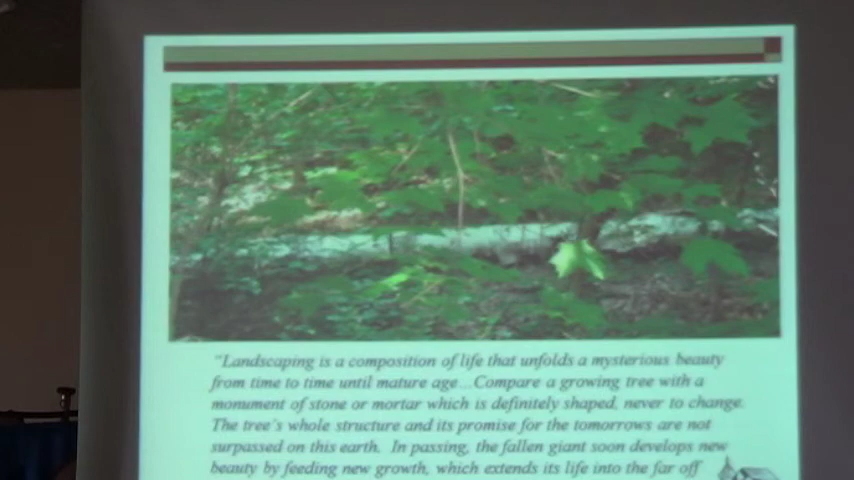 "Landscaping is a composition of life that unfolds a mysterious beauty
from time to time until mature age…Compare a growing tree with a
monument of stone or mortar which is definitely shaped, never to change.
The tree's whole structure and its promise for the tomorrows are not
surpassed on this earth. In passing, the fallen giant soon develops new
beauty by feeding new growth, which extends its life into the far off